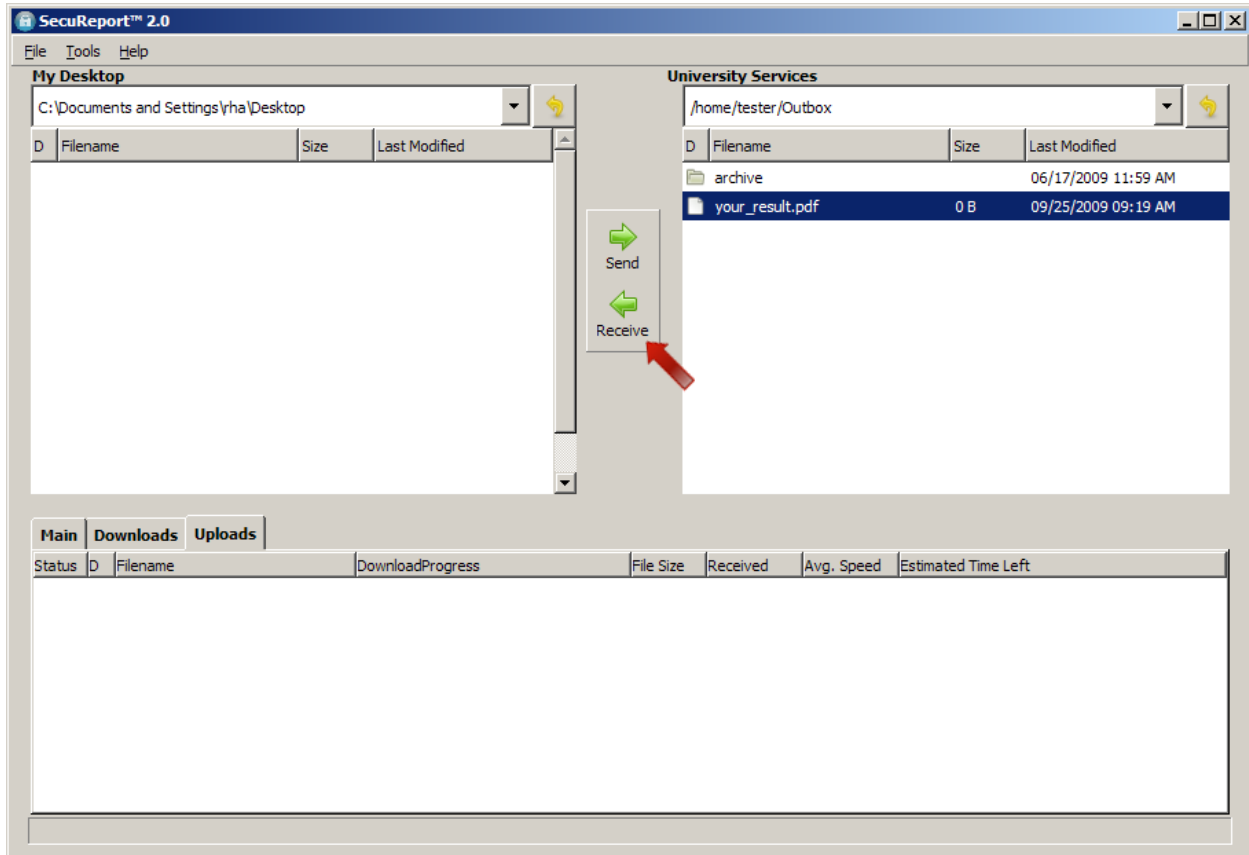 SecuReport™ 2.0
File Tools Help
My Desktop
University Services
C:\Documents and Settings\rha\Desktop
/home/tester/Outbox
D Filename Size Last Modified
D Filename Size Last Modified
archive 06/17/2009 11:59 AM
your_result.pdf 0 B 09/25/2009 09:19 AM
Send
Receive
Main Downloads Uploads
Status D Filename DownloadProgress File Size Received Avg. Speed Estimated Time Left